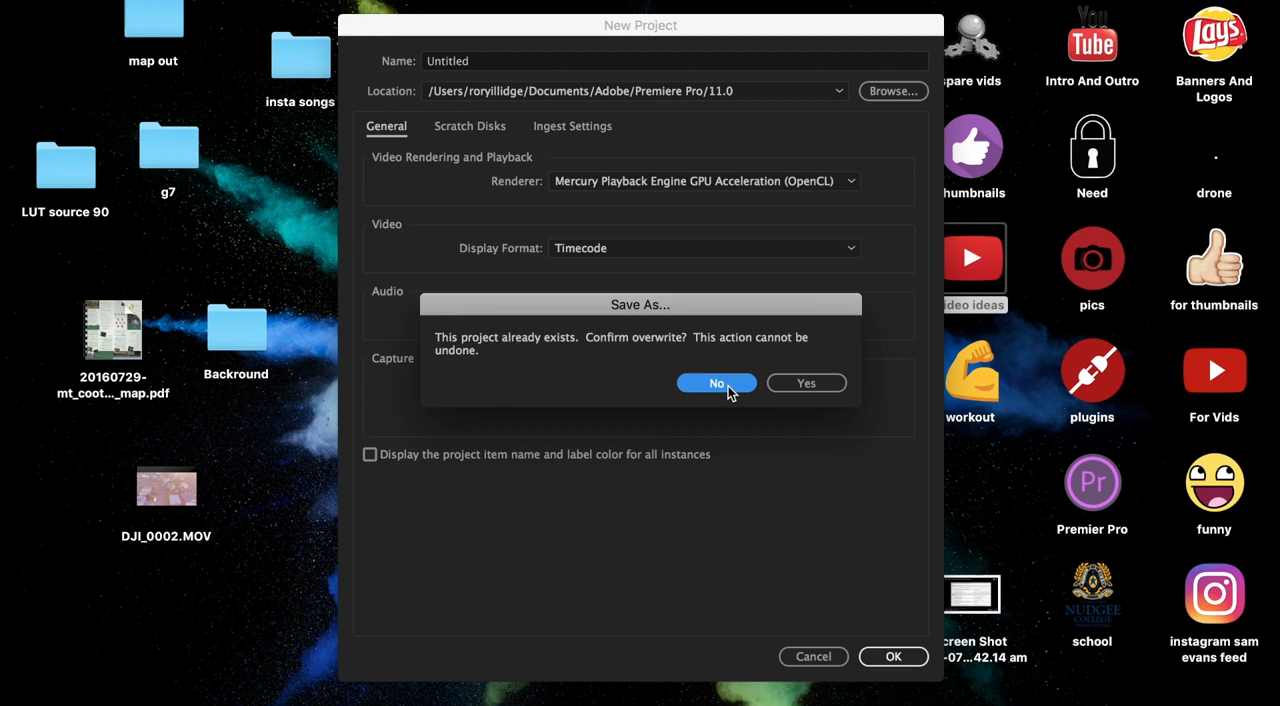 New Project
Name: Untitled
Location: /Users/roryillidge/Documents/Adobe/Premiere Pro/11.0
Browse...
General Scratch Disks Ingest Settings
Video Rendering and Playback
Renderer: Mercury Playback Engine GPU Acceleration (OpenCL)
Video
Display Format: Timecode
Audio
Capture
Save As...
This project already exists. Confirm overwrite? This action cannot be
undone.
No Yes
Display the project item name and label color for all instances
Cancel OK
map out
insta songs
LUT source 90
g7
20160729-
mt_coot..._map.pdf
Backround
DJI_0002.MOV
pare vids
You
Tube
Intro And Outro
Lay's
Banners And
Logos
humbnails
Need
drone
ideo ideas
pics
for thumbnails
workout
plugins
For Vids
Pr
Premier Pro
funny
creen Shot
-07...42.14 am
NUDGEE
COLLEGE
school
instagram sam
evans feed